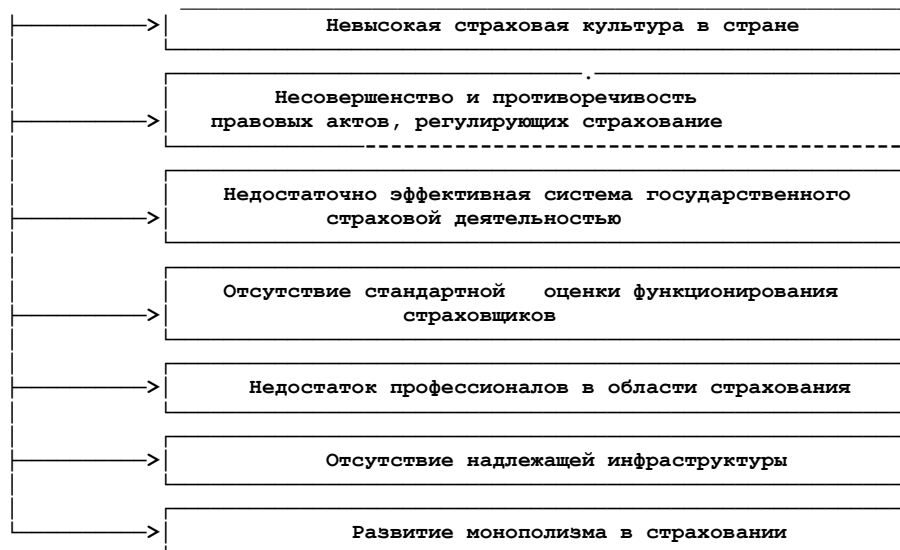 Невысокая страховая культура в стране
Несовершенство и противоречивость
правовых актов, регулирующих страхование
Недостаточно эффективная система государственного
страховой деятельностью
Отсутствие стандартной оценки функционирования
страховщиков
Недостаток профессионалов в области страхования
Отсутствие надлежащей инфраструктуры
Развитие монополизма в страховании